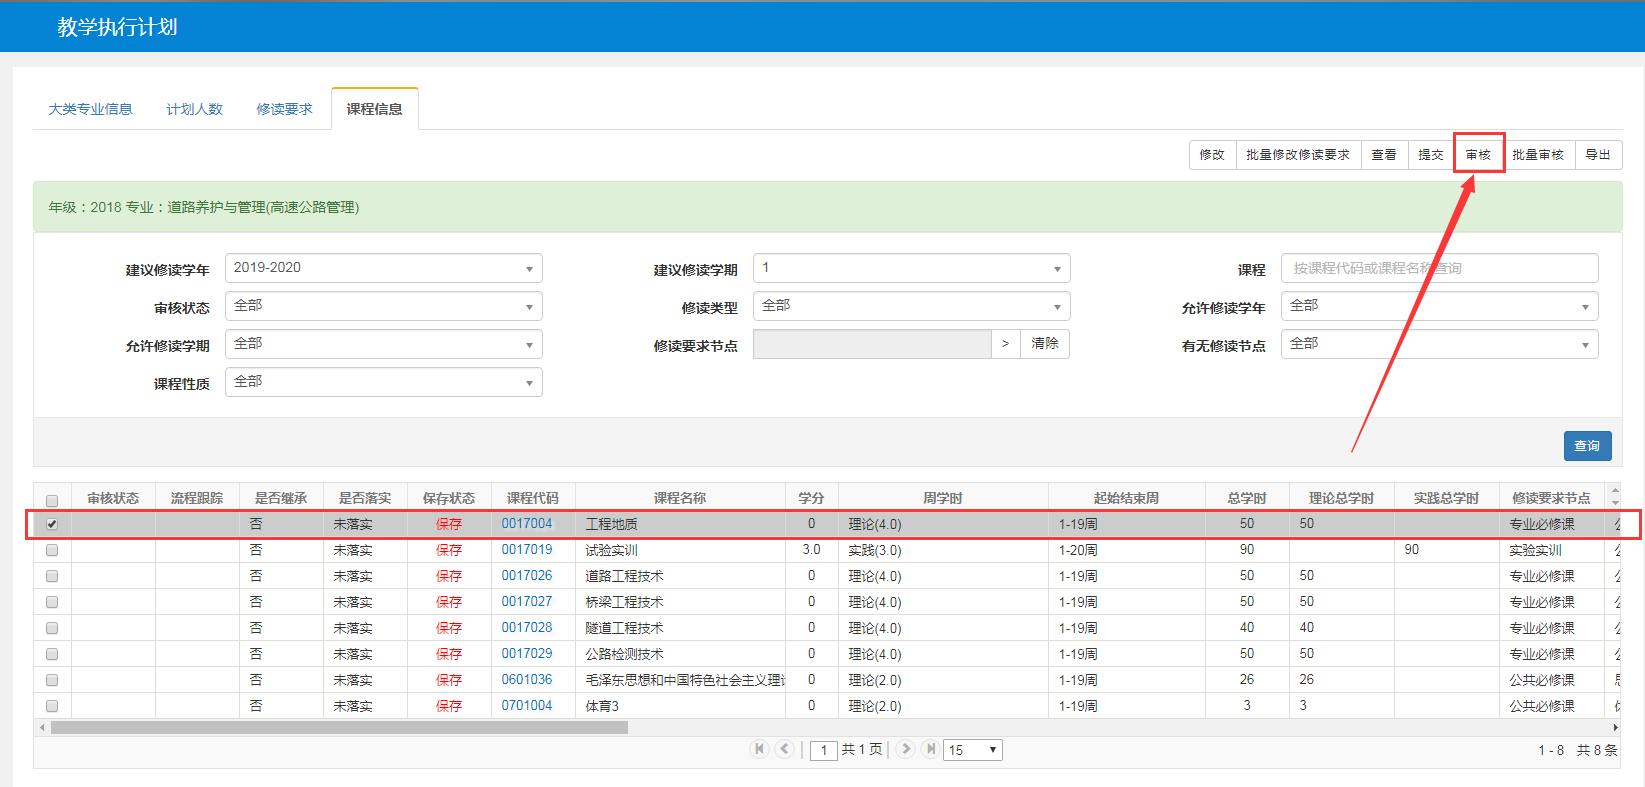 教学执行计划
大类专业信息 计划人数 修读要求 课程信息
修改 批量修改修读要求 查看 提交 审核 批量审核 导出
年级：2018 专业：道路养护与管理(高速公路管理)
建议修读学年 2019-2020 建议修读学期 1 课程 按课程代码或课程名称查询
审核状态 全部 修读类型 全部 允许修读学年 全部
允许修读学期 全部 修读要求节点 > 清除 有无修读节点 全部
课程性质 全部
查询
审核状态 流程跟踪 是否继承 是否落实 保存状态 课程代码 课程名称 学分 周学时 起始结束周 总学时 理论总学时 实践总学时 修读要求节点
否 未落实 保存 0017004 工程地质 0 理论(4.0) 1-19周 50 50 专业必修课
否 未落实 保存 0017019 试验实训 3.0 实践(3.0) 1-20周 90 90 实验实训
否 未落实 保存 0017026 道路工程技术 0 理论(4.0) 1-19周 50 50 专业必修课
否 未落实 保存 0017027 桥梁工程技术 0 理论(4.0) 1-19周 50 50 专业必修课
否 未落实 保存 0017028 隧道工程技术 0 理论(4.0) 1-19周 40 40 专业必修课
否 未落实 保存 0017029 公路检测技术 0 理论(4.0) 1-19周 50 50 专业必修课
否 未落实 保存 0601036 毛泽东思想和中国特色社会主义理 0 理论(2.0) 1-19周 26 26 公共必修课
否 未落实 保存 0701004 体育3 0 理论(2.0) 1-19周 3 3 公共必修课
1 共 1 页 15 1 - 8 共 8 条